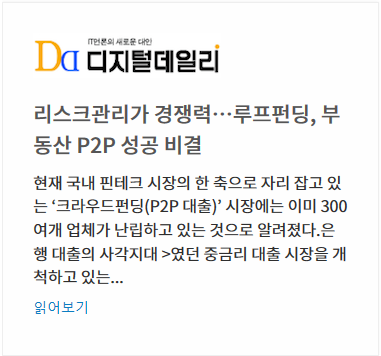 IT언론의 새로운 대안
Dd 디지털데일리
리스크관리가 경쟁력…루프펀딩, 부
동산 P2P 성공 비결
현재 국내 핀테크 시장의 한 축으로 자리 잡고 있
는 ‘크라우드펀딩(P2P 대출)’ 시장에는 이미 300
여개 업체가 난립하고 있는 것으로 알려졌다.은
행 대출의 사각지대 >였던 중금리 대출 시장을 개
척하고 있는...
읽어보기